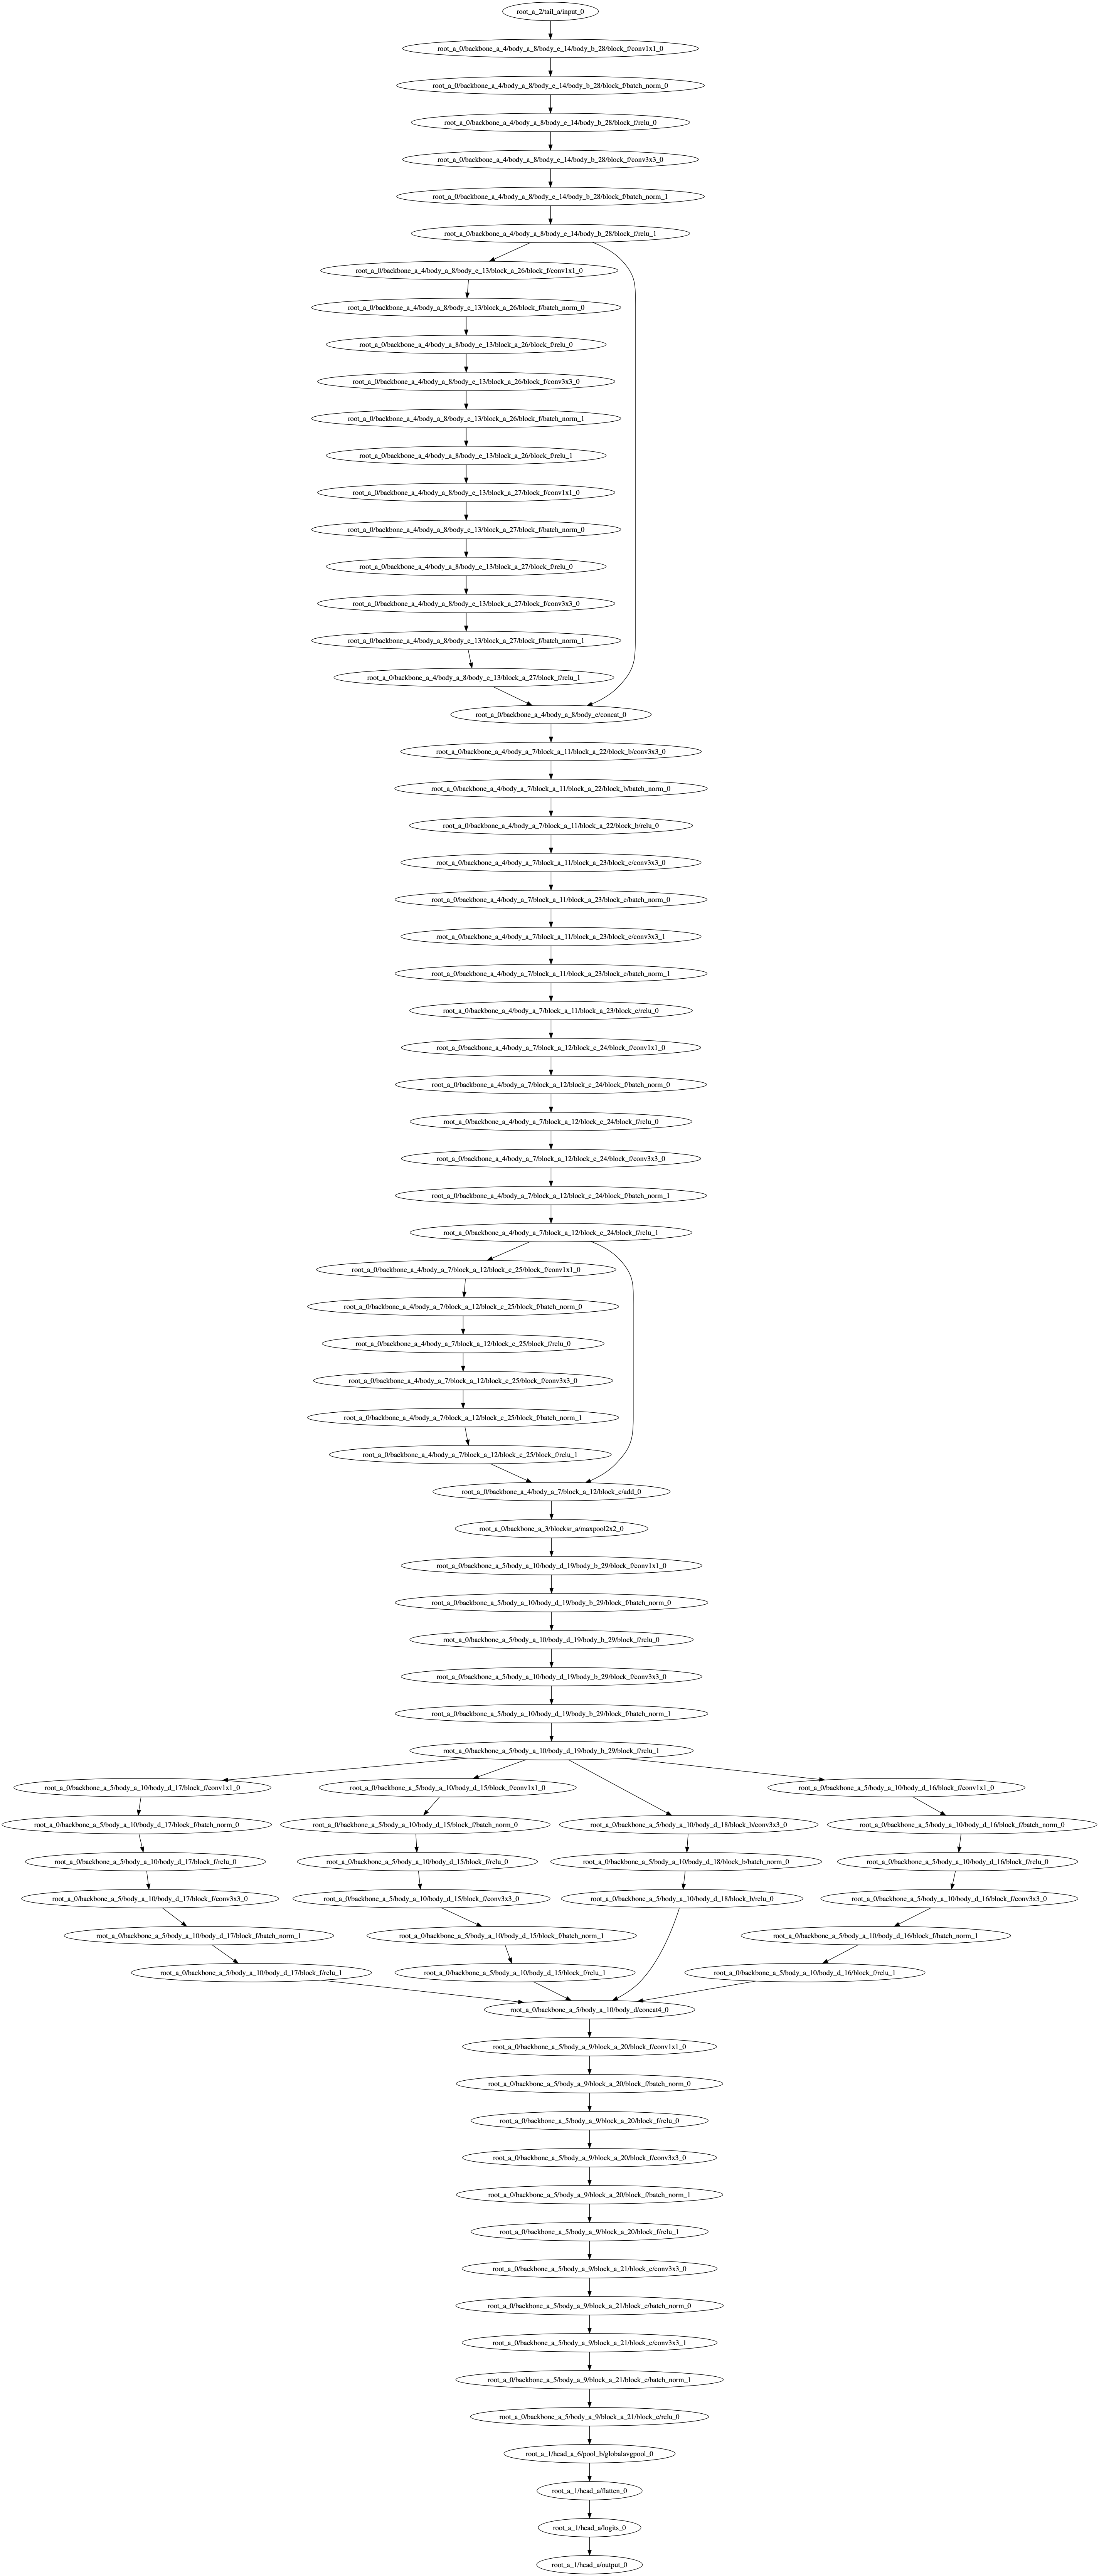 root_a_2/tail_a/input_0
root_a_0/backbone_a_4/body_a_8/body_e_14/body_b_28/block_f/conv1x1_0
root_a_0/backbone_a_4/body_a_8/body_e_14/body_b_28/block_f/batch_norm_0
root_a_0/backbone_a_4/body_a_8/body_e_14/body_b_28/block_f/relu_0
root_a_0/backbone_a_4/body_a_8/body_e_14/body_b_28/block_f/conv3x3_0
root_a_0/backbone_a_4/body_a_8/body_e_14/body_b_28/block_f/batch_norm_1
root_a_0/backbone_a_4/body_a_8/body_e_14/body_b_28/block_f/relu_1
root_a_0/backbone_a_4/body_a_8/body_e_13/block_a_26/block_f/conv1x1_0
root_a_0/backbone_a_4/body_a_8/body_e_13/block_a_26/block_f/batch_norm_0
root_a_0/backbone_a_4/body_a_8/body_e_13/block_a_26/block_f/relu_0
root_a_0/backbone_a_4/body_a_8/body_e_13/block_a_26/block_f/conv3x3_0
root_a_0/backbone_a_4/body_a_8/body_e_13/block_a_26/block_f/batch_norm_1
root_a_0/backbone_a_4/body_a_8/body_e_13/block_a_26/block_f/relu_1
root_a_0/backbone_a_4/body_a_8/body_e_13/block_a_27/block_f/conv1x1_0
root_a_0/backbone_a_4/body_a_8/body_e_13/block_a_27/block_f/batch_norm_0
root_a_0/backbone_a_4/body_a_8/body_e_13/block_a_27/block_f/relu_0
root_a_0/backbone_a_4/body_a_8/body_e_13/block_a_27/block_f/conv3x3_0
root_a_0/backbone_a_4/body_a_8/body_e_13/block_a_27/block_f/batch_norm_1
root_a_0/backbone_a_4/body_a_8/body_e_13/block_a_27/block_f/relu_1
root_a_0/backbone_a_4/body_a_8/body_e/concat_0
root_a_0/backbone_a_4/body_a_7/block_a_11/block_a_22/block_b/conv3x3_0
root_a_0/backbone_a_4/body_a_7/block_a_11/block_a_22/block_b/batch_norm_0
root_a_0/backbone_a_4/body_a_7/block_a_11/block_a_22/block_b/relu_0
root_a_0/backbone_a_4/body_a_7/block_a_11/block_a_23/block_e/conv3x3_0
root_a_0/backbone_a_4/body_a_7/block_a_11/block_a_23/block_e/batch_norm_0
root_a_0/backbone_a_4/body_a_7/block_a_11/block_a_23/block_e/conv3x3_1
root_a_0/backbone_a_4/body_a_7/block_a_11/block_a_23/block_e/batch_norm_1
root_a_0/backbone_a_4/body_a_7/block_a_11/block_a_23/block_e/relu_0
root_a_0/backbone_a_4/body_a_7/block_a_12/block_c_24/block_f/conv1x1_0
root_a_0/backbone_a_4/body_a_7/block_a_12/block_c_24/block_f/batch_norm_0
root_a_0/backbone_a_4/body_a_7/block_a_12/block_c_24/block_f/relu_0
root_a_0/backbone_a_4/body_a_7/block_a_12/block_c_24/block_f/conv3x3_0
root_a_0/backbone_a_4/body_a_7/block_a_12/block_c_24/block_f/batch_norm_1
root_a_0/backbone_a_4/body_a_7/block_a_12/block_c_24/block_f/relu_1
root_a_0/backbone_a_4/body_a_7/block_a_12/block_c_25/block_f/conv1x1_0
root_a_0/backbone_a_4/body_a_7/block_a_12/block_c_25/block_f/batch_norm_0
root_a_0/backbone_a_4/body_a_7/block_a_12/block_c_25/block_f/relu_0
root_a_0/backbone_a_4/body_a_7/block_a_12/block_c_25/block_f/conv3x3_0
root_a_0/backbone_a_4/body_a_7/block_a_12/block_c_25/block_f/batch_norm_1
root_a_0/backbone_a_4/body_a_7/block_a_12/block_c_25/block_f/relu_1
root_a_0/backbone_a_4/body_a_7/block_a_12/block_c/add_0
root_a_0/backbone_a_3/blocksr_a/maxpool2x2_0
root_a_0/backbone_a_5/body_a_10/body_d_19/body_b_29/block_f/conv1x1_0
root_a_0/backbone_a_5/body_a_10/body_d_19/body_b_29/block_f/batch_norm_0
root_a_0/backbone_a_5/body_a_10/body_d_19/body_b_29/block_f/relu_0
root_a_0/backbone_a_5/body_a_10/body_d_19/body_b_29/block_f/conv3x3_0
root_a_0/backbone_a_5/body_a_10/body_d_19/body_b_29/block_f/batch_norm_1
root_a_0/backbone_a_5/body_a_10/body_d_19/body_b_29/block_f/relu_1
root_a_0/backbone_a_5/body_a_10/body_d_17/block_f/conv1x1_0
root_a_0/backbone_a_5/body_a_10/body_d_15/block_f/conv1x1_0
root_a_0/backbone_a_5/body_a_10/body_d_16/block_f/conv1x1_0
root_a_0/backbone_a_5/body_a_10/body_d_17/block_f/batch_norm_0
root_a_0/backbone_a_5/body_a_10/body_d_15/block_f/batch_norm_0
root_a_0/backbone_a_5/body_a_10/body_d_18/block_b/conv3x3_0
root_a_0/backbone_a_5/body_a_10/body_d_16/block_f/batch_norm_0
root_a_0/backbone_a_5/body_a_10/body_d_17/block_f/relu_0
root_a_0/backbone_a_5/body_a_10/body_d_15/block_f/relu_0
root_a_0/backbone_a_5/body_a_10/body_d_18/block_b/batch_norm_0
root_a_0/backbone_a_5/body_a_10/body_d_16/block_f/relu_0
root_a_0/backbone_a_5/body_a_10/body_d_17/block_f/conv3x3_0
root_a_0/backbone_a_5/body_a_10/body_d_15/block_f/conv3x3_0
root_a_0/backbone_a_5/body_a_10/body_d_18/block_b/relu_0
root_a_0/backbone_a_5/body_a_10/body_d_16/block_f/conv3x3_0
root_a_0/backbone_a_5/body_a_10/body_d_17/block_f/batch_norm_1
root_a_0/backbone_a_5/body_a_10/body_d_15/block_f/batch_norm_1
root_a_0/backbone_a_5/body_a_10/body_d_16/block_f/batch_norm_1
root_a_0/backbone_a_5/body_a_10/body_d_17/block_f/relu_1
root_a_0/backbone_a_5/body_a_10/body_d_15/block_f/relu_1
root_a_0/backbone_a_5/body_a_10/body_d_16/block_f/relu_1
root_a_0/backbone_a_5/body_a_10/body_d/concat4_0
root_a_0/backbone_a_5/body_a_9/block_a_20/block_f/conv1x1_0
root_a_0/backbone_a_5/body_a_9/block_a_20/block_f/batch_norm_0
root_a_0/backbone_a_5/body_a_9/block_a_20/block_f/relu_0
root_a_0/backbone_a_5/body_a_9/block_a_20/block_f/conv3x3_0
root_a_0/backbone_a_5/body_a_9/block_a_20/block_f/batch_norm_1
root_a_0/backbone_a_5/body_a_9/block_a_20/block_f/relu_1
root_a_0/backbone_a_5/body_a_9/block_a_21/block_e/conv3x3_0
root_a_0/backbone_a_5/body_a_9/block_a_21/block_e/batch_norm_0
root_a_0/backbone_a_5/body_a_9/block_a_21/block_e/conv3x3_1
root_a_0/backbone_a_5/body_a_9/block_a_21/block_e/batch_norm_1
root_a_0/backbone_a_5/body_a_9/block_a_21/block_e/relu_0
root_a_1/head_a_6/pool_b/globalavgpool_0
root_a_1/head_a/flatten_0
root_a_1/head_a/logits_0
root_a_1/head_a/output_0